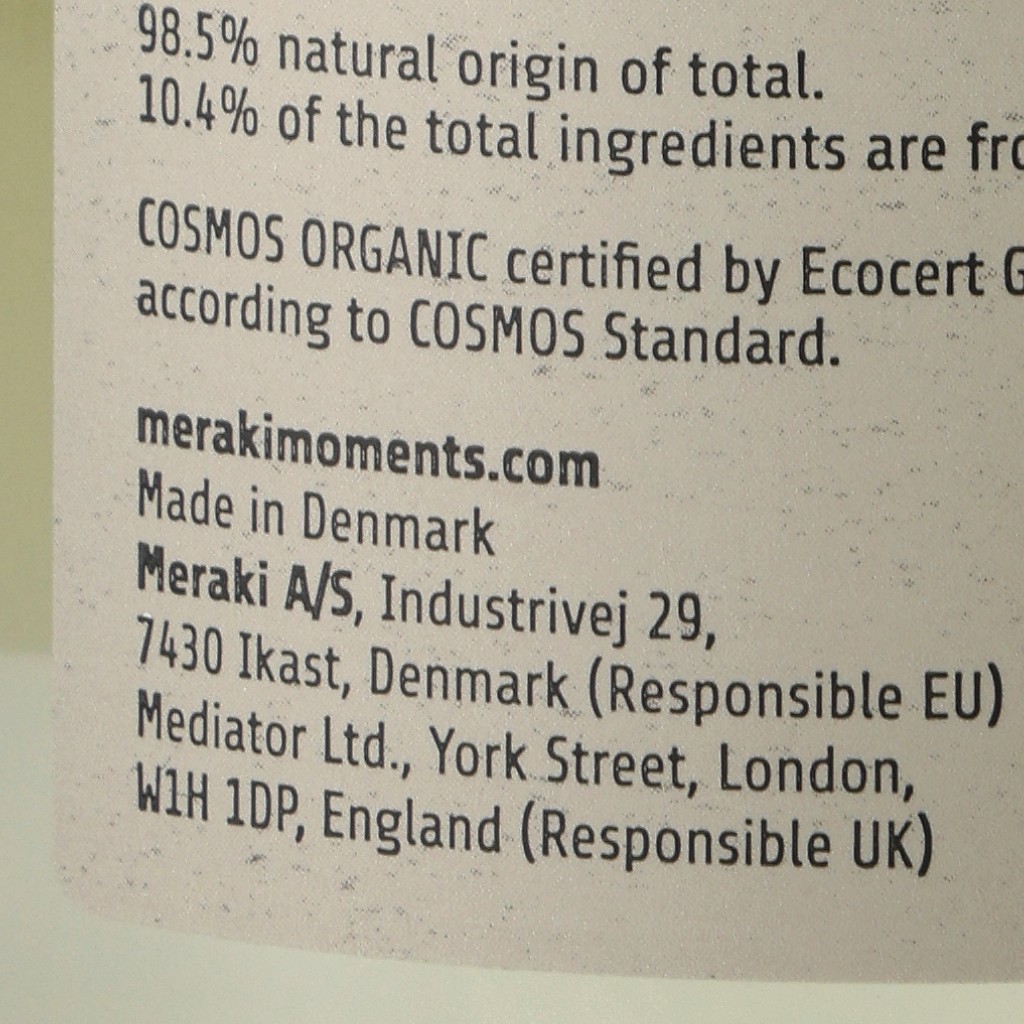 98.5% natural origin of total.
10.4% of the total ingredients are
COSMOS ORGANIC certified by Ecocert
according to COSMOS Standard.
merakimoments.com
Made in Denmark
Meraki A/S, Industrivej 29,
7430 Ikast, Denmark (Responsible EU)
Mediator Ltd., York Street, London,
W1H 1DP, England (Responsible UK)